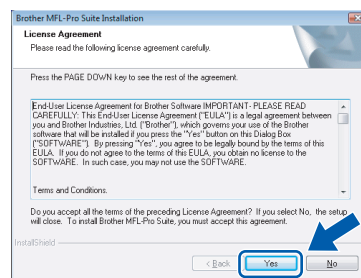 Brother MFL-Pro Suite Installation
License Agreement
Please read the following license agreement carefully.
Press the PAGE DOWN key to see the rest of the agreement.
End-User License Agreement for Brother Software IMPORTANT- PLEASE READ
CAREFULLY: This End-User License Agreement ("EULA") is a legal agreement between
you and Brother Industries, Ltd. ("Brother"), which governs your use of the Brother
software that will be installed if you press the "Yes" button on this Dialog Box
("SOFTWARE"). By pressing "Yes", you agree to be legally bound by the terms of this
EULA. If you do not agree to the terms of this EULA, you obtain no license to the
SOFTWARE. In such case, you may not use the SOFTWARE.
Terms and Conditions.
Do you accept all the terms of the preceding License Agreement? If you select No, the setup
will close. To install Brother MFL-Pro Suite, you must accept this agreement.
InstallShield
< Back
Yes
No